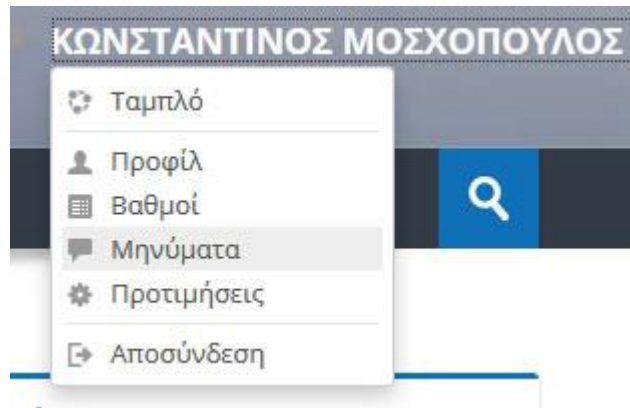 ΚΩΝΣΤΑΝΤΙΝΟΣ ΜΟΣΧΟΠΟΥΛΟΣ
Ταμπλό
Προφίλ
Βαθμοί
Μηνύματα
Προτιμήσεις
Αποσύνδεση